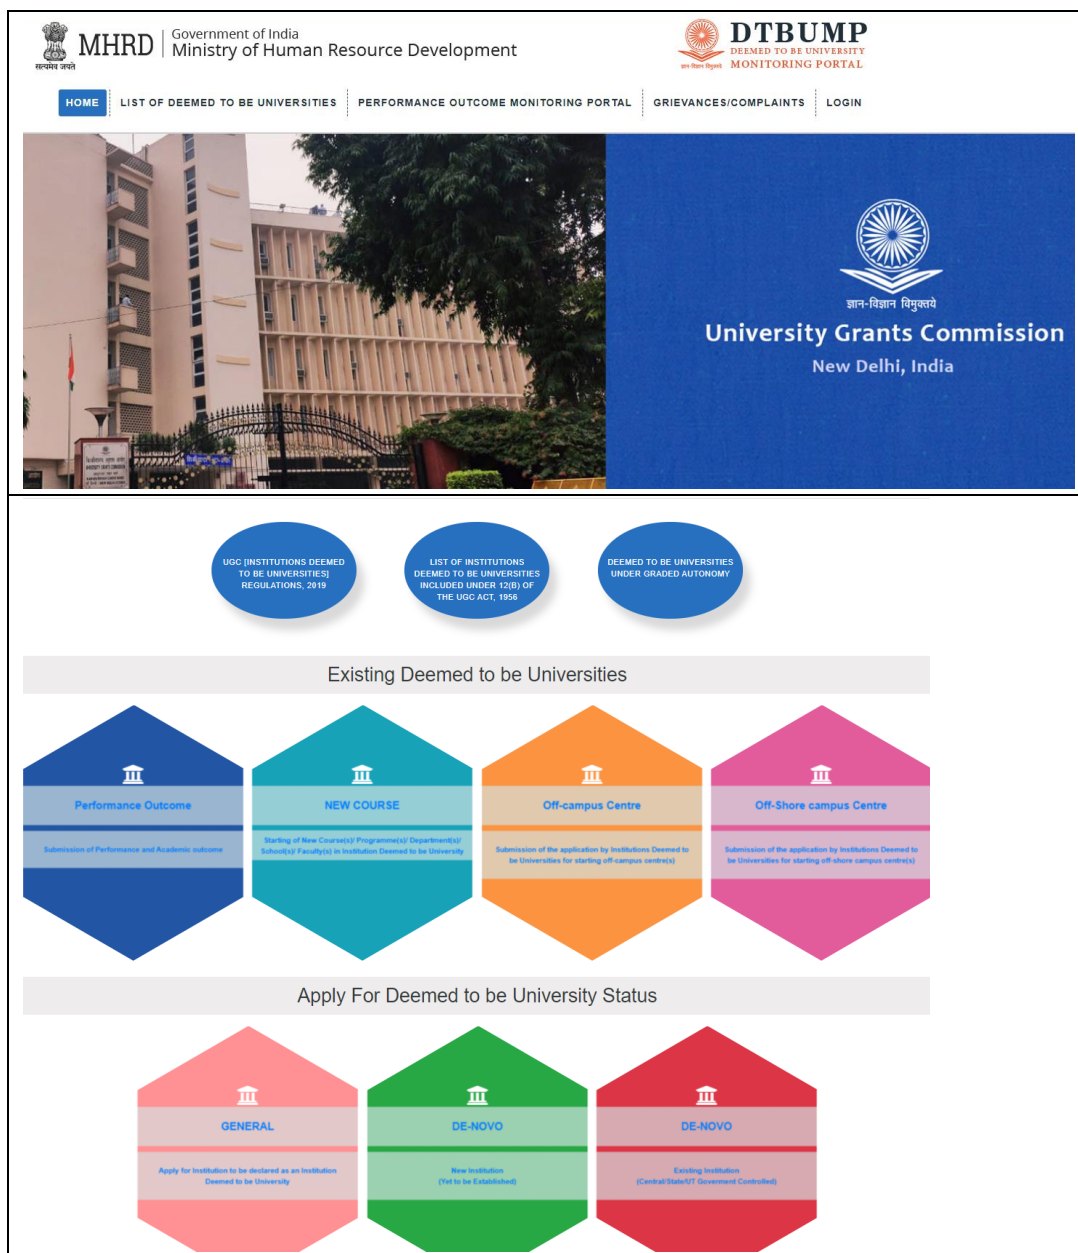 सत्यमेव जयते
MHRD
Government of India
Ministry of Human Resource Development
ज्ञान-विज्ञान विमुक्तये
DTBUMP
DEEMED TO BE UNIVERSITY
MONITORING PORTAL
HOME
LIST OF DEEMED TO BE UNIVERSITIES
PERFORMANCE OUTCOME MONITORING PORTAL
GRIEVANCES/COMPLAINTS
LOGIN
UNIVERSITY GRANTS COMMISSION
ज्ञान-विज्ञान विमुक्तये
University Grants Commission
New Delhi, India
UGC [INSTITUTIONS DEEMED
TO BE UNIVERSITIES]
REGULATIONS, 2019
LIST OF INSTITUTIONS
DEEMED TO BE UNIVERSITIES
INCLUDED UNDER 12(B) OF
THE UGC ACT, 1956
DEEMED TO BE UNIVERSITIES
UNDER GRADED AUTONOMY
Existing Deemed to be Universities
Performance Outcome
Submission of Performance and Academic outcome
NEW COURSE
Starting of New Course(s)/ Programme(s)/ Department(s)/
School(s)/ Faculty(s) in Institution Deemed to be University
Off-campus Centre
Submission of the application by Institutions Deemed to
be Universities for starting off-campus centre(s)
Off-Shore campus Centre
Submission of the application by Institutions Deemed to
be Universities for starting off-shore campus centre(s)
Apply For Deemed to be University Status
GENERAL
Apply for Institution to be declared as an Institution
Deemed to be University
DE-NOVO
New Institution
(Yet to be Established)
DE-NOVO
Existing Institution
(Central/State/UT Goverment Controlled)